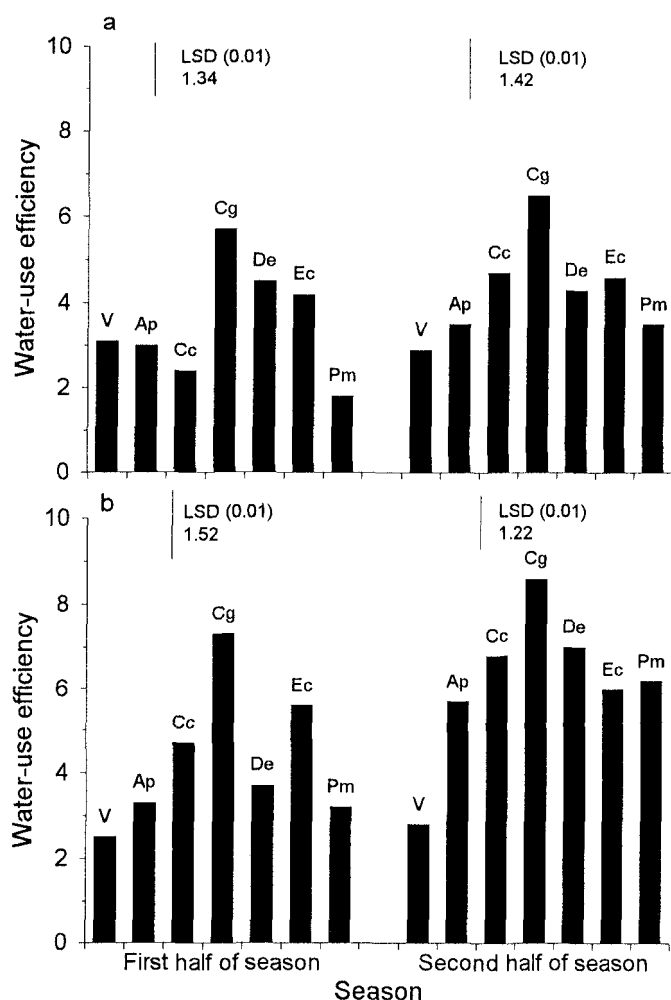 a
10
8
6
4
2
0
Water-use efficiency
LSD (0.01)
1.34
LSD (0.01)
1.42
V
Ap
Cc
Cg
De
Ec
Pm
V
Ap
Cc
Cg
De
Ec
Pm
b
10
8
6
4
2
0
Water-use efficiency
LSD (0.01)
1.52
LSD (0.01)
1.22
V
Ap
Cc
Cg
De
Ec
Pm
V
Ap
Cc
Cg
De
Ec
Pm
First half of season
Second half of season
Season